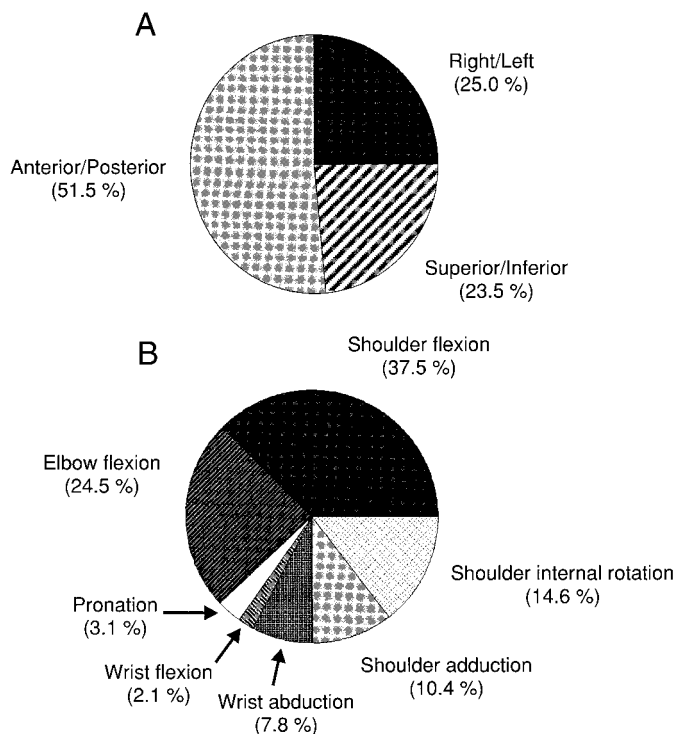 A
Right/Left
(25.0 %)
Anterior/Posterior
(51.5 %)
Superior/Inferior
(23.5 %)
B
Shoulder flexion
(37.5 %)
Elbow flexion
(24.5 %)
Shoulder internal rotation
(14.6 %)
Pronation
(3.1 %)
Shoulder adduction
(10.4 %)
Wrist flexion
(2.1 %)
Wrist abduction
(7.8 %)